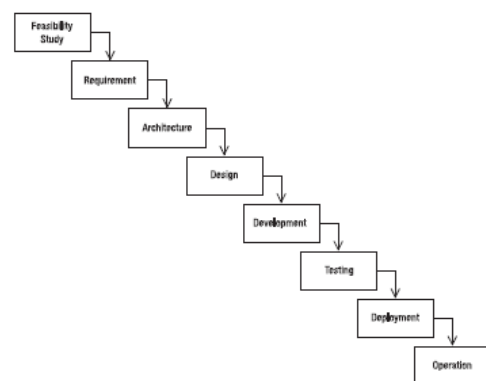 Feasibility
Study
Requirement
Architecture
Design
Development
Testing
Deployment
Operation